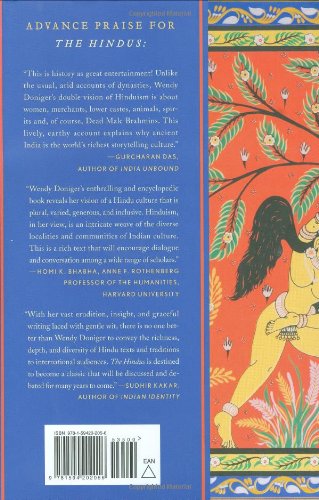 ADVANCE PRAISE FOR
THE HINDUS:
"This is history as great entertainment! Unlike
the usual, arid accounts of dynasties, Wendy
Doniger's double vision of Hinduism is about
women, merchants, lower castes, animals, spir-
its and, of course, Dead Male Brahmins. This
lively, earthy account explains why ancient
India is the world's richest storytelling culture."
—GURCHARAN DAS,
AUTHOR OF INDIA UNBOUND
"Wendy Doniger's enthralling and encyclopedic
book reveals her vision of a Hindu culture that is
plural, varied, generous, and inclusive. Hinduism,
in her view, is an intricate weave of the diverse
localities and communities of Indian culture.
This is a rich text that will encourage dialogue
and conversation among a wide range of scholars."
—HOMI K. BHABHA, ANNE F. ROTHENBERG
PROFESSOR OF THE HUMANITIES,
HARVARD UNIVERSITY
"With her vast erudition, insight, and graceful
writing laced with gentle wit, there is no one bet-
ter than Wendy Doniger to convey the richness,
depth, and diversity of Hindu texts and traditions
to international audiences. The Hindus is destined
to become a classic that will be discussed and de-
bated for many years to come." —SUDHIR KAKAR,
AUTHOR OF INDIAN IDENTITY
ISBN 978-1-59420-205-6
53500
9 781594 202056
EAN